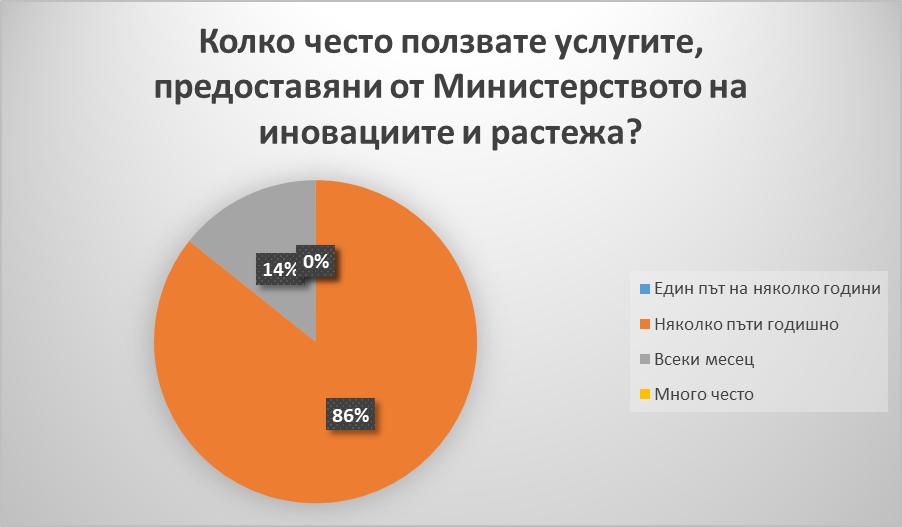 Колко често ползвате услугите,
предоставяни от Министерството на
иновациите и растежа?
14%
0%
86%
Един път на няколко години
Няколко пъти годишно
Всеки месец
Много често